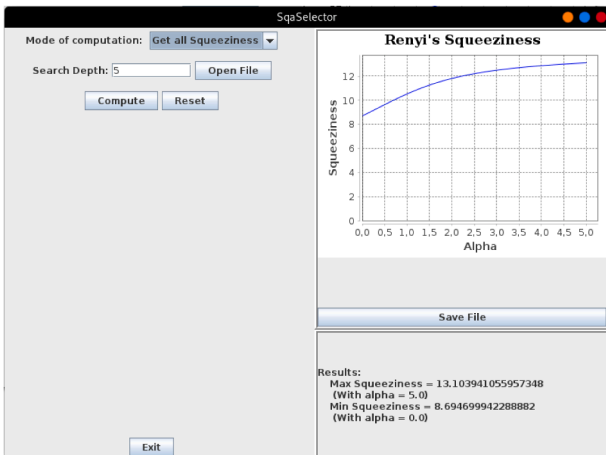 SqaSelector
Mode of computation: Get all Squeeziness
Search Depth: 5 Open File
Compute Reset
Exit
Renyi's Squeeziness
Squeeziness
12
10
8
6
4
2
0
0,0 0,5 1,0 1,5 2,0 2,5 3,0 3,5 4,0 4,5 5,0
Alpha
Save File
Results:
Max Squeeziness = 13.103941055957348
(With alpha = 5.0)
Min Squeeziness = 8.694699942288882
(With alpha = 0.0)